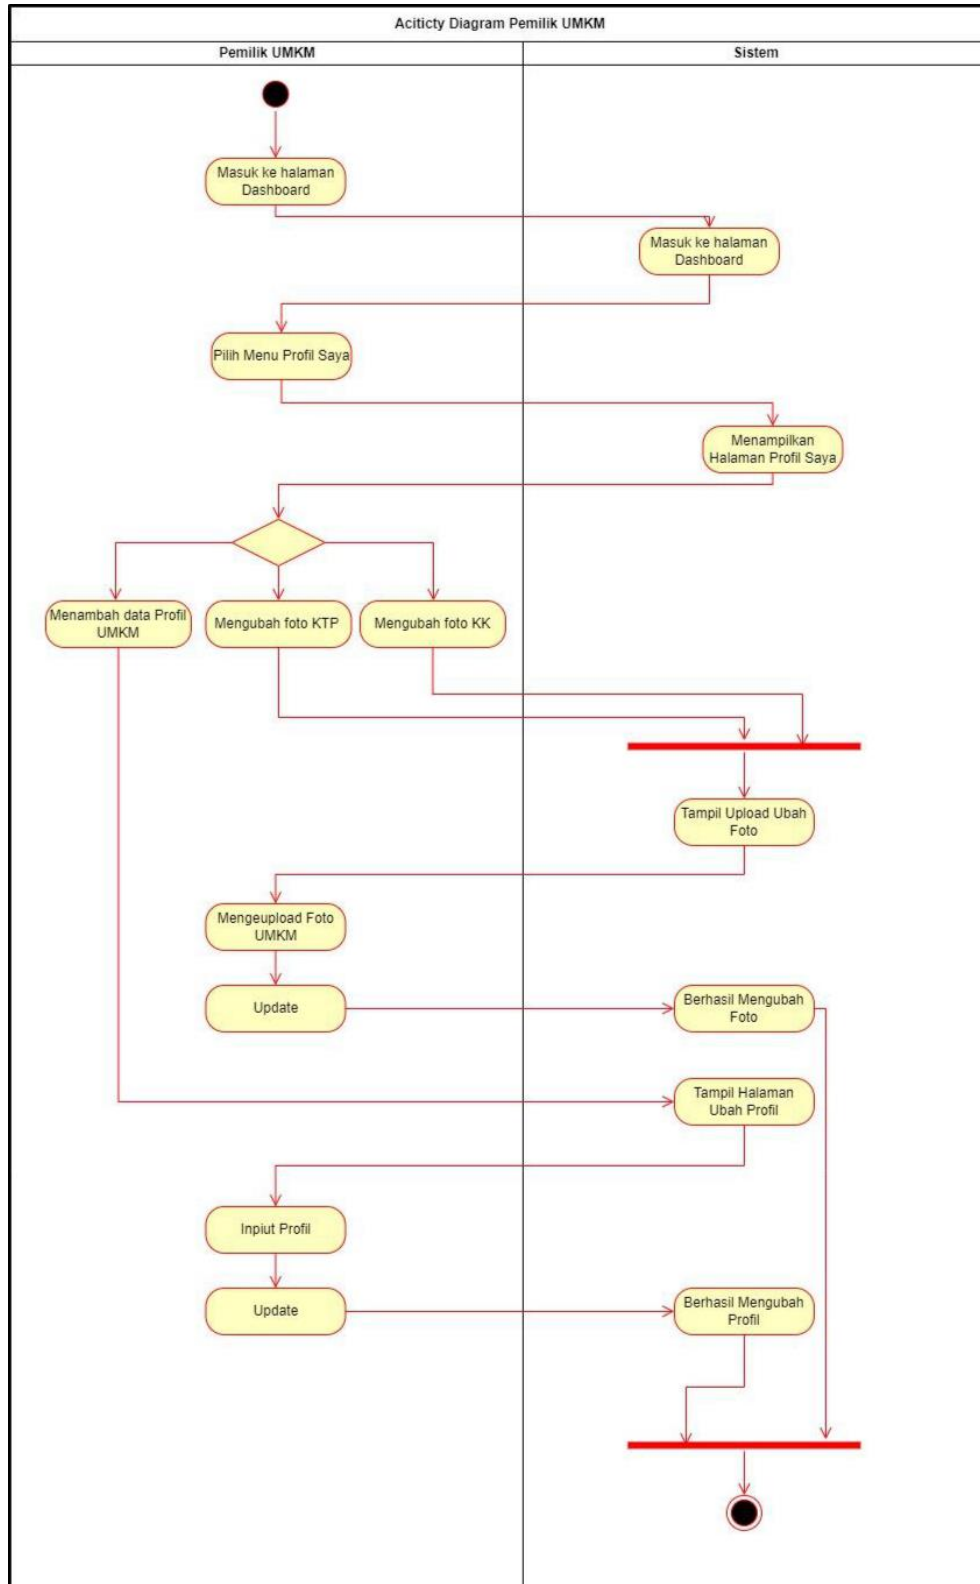 Aciticty Diagram Pemilik UMKM
Pemilik UMKM
Sistem
Masuk ke halaman
Dashboard
Masuk ke halaman
Dashboard
Pilih Menu Profil Saya
Menampilkan
Halaman Profil Saya
Menambah data Profil
UMKM
Mengubah foto KTP
Mengubah foto KK
Tampil Upload Ubah
Foto
Mengeupload Foto
UMKM
Update
Berhasil Mengubah
Foto
Tampil Halaman
Ubah Profil
Inpiut Profil
Update
Berhasil Mengubah
Profil